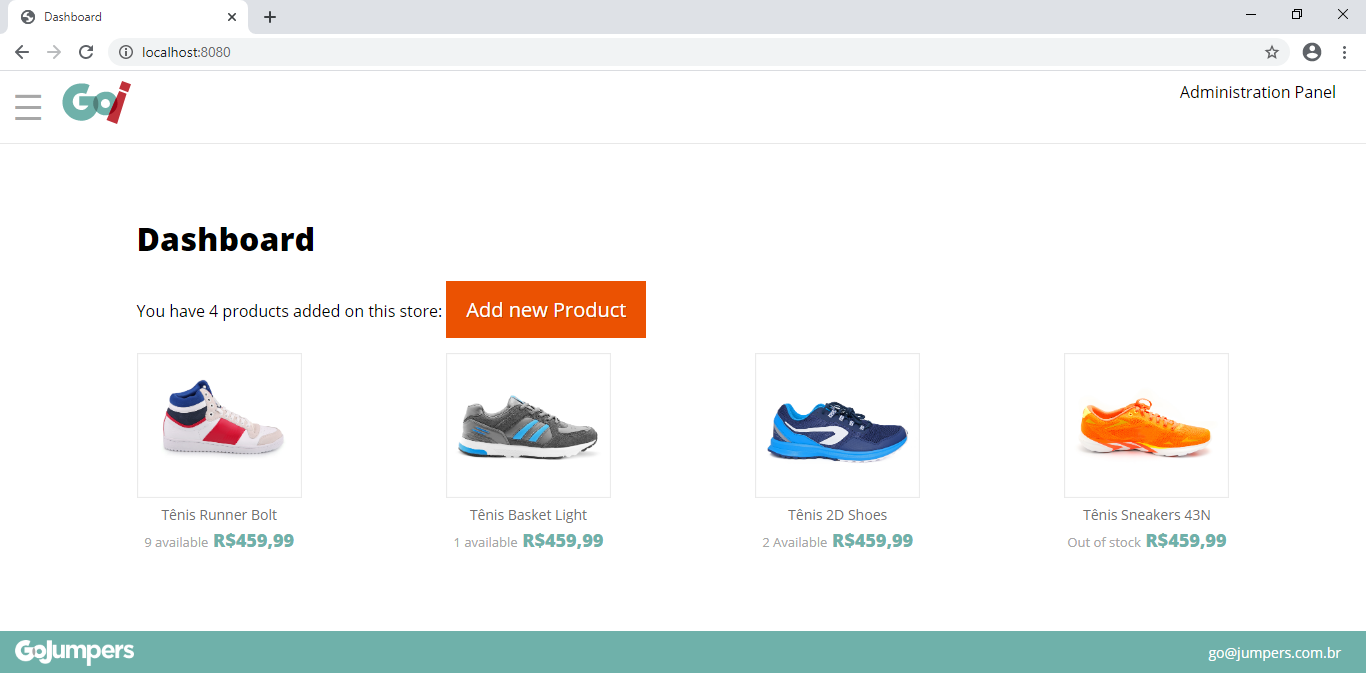 Dashboard
localhost:8080
Goi
Administration Panel
Dashboard
You have 4 products added on this store: Add new Product
Tênis Runner Bolt
9 available R$459,99
Tênis Basket Light
1 available R$459,99
Tênis 2D Shoes
2 Available R$459,99
Tênis Sneakers 43N
Out of stock R$459,99
GoJumpers
go@jumpers.com.br